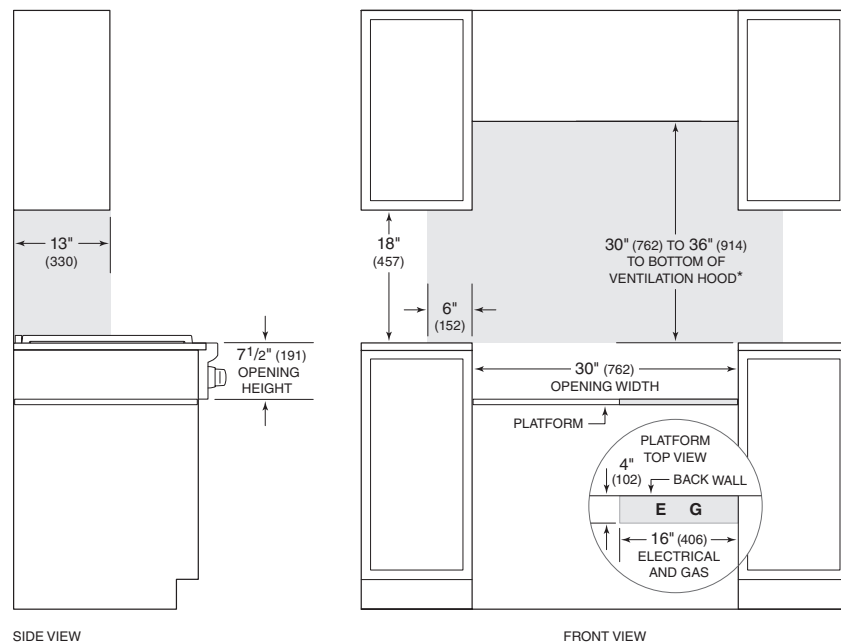 13"
(330)
7 1/2" (191)
OPENING
HEIGHT
SIDE VIEW
18"
(457)
30" (762) TO 36" (914)
TO BOTTOM OF
VENTILATION HOOD*
6"
(152)
30" (762)
OPENING WIDTH
PLATFORM
PLATFORM
TOP VIEW
4"
(102)
BACK WALL
E G
16" (406)
ELECTRICAL
AND GAS
FRONT VIEW